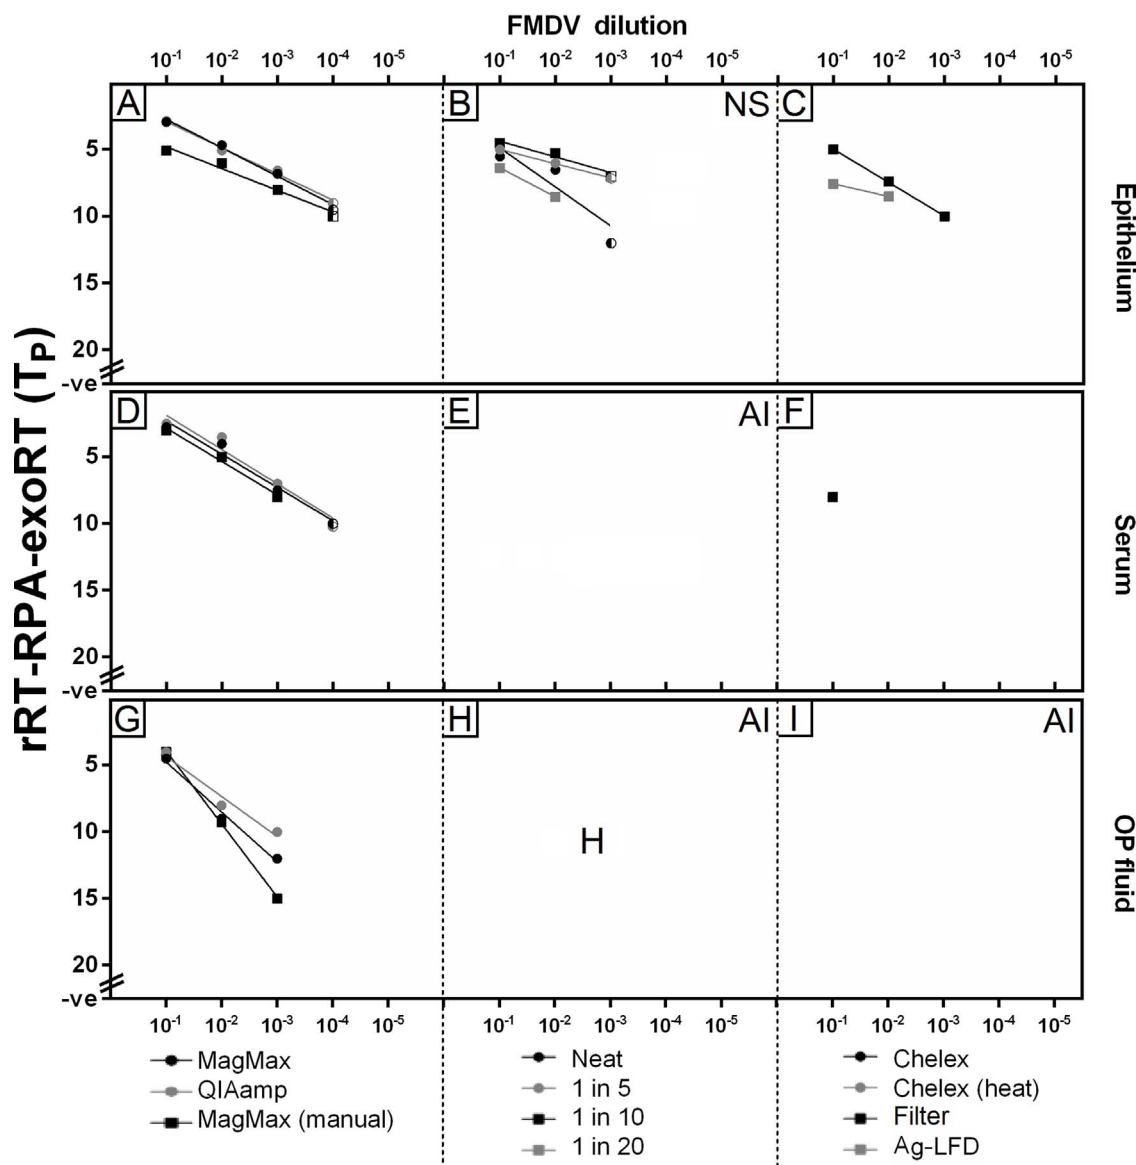 FMDV dilution
10-1 10-2 10-3 10-4 10-5 10-1 10-2 10-3 10-4 10-5 10-1 10-2 10-3 10-4 10-5
A B NS C
5
10
15
20
-ve
Epithelium
rRT-RPA-exoRT (TP)
D E AI F
5
10
15
20
-ve
Serum
G H AI I AI
5
10
H
15
20
-ve
OP fluid
10-1 10-2 10-3 10-4 10-5 10-1 10-2 10-3 10-4 10-5 10-1 10-2 10-3 10-4 10-5
MagMax
QIAamp
MagMax (manual)
Neat
1 in 5
1 in 10
1 in 20
Chelex
Chelex (heat)
Filter
Ag-LFD